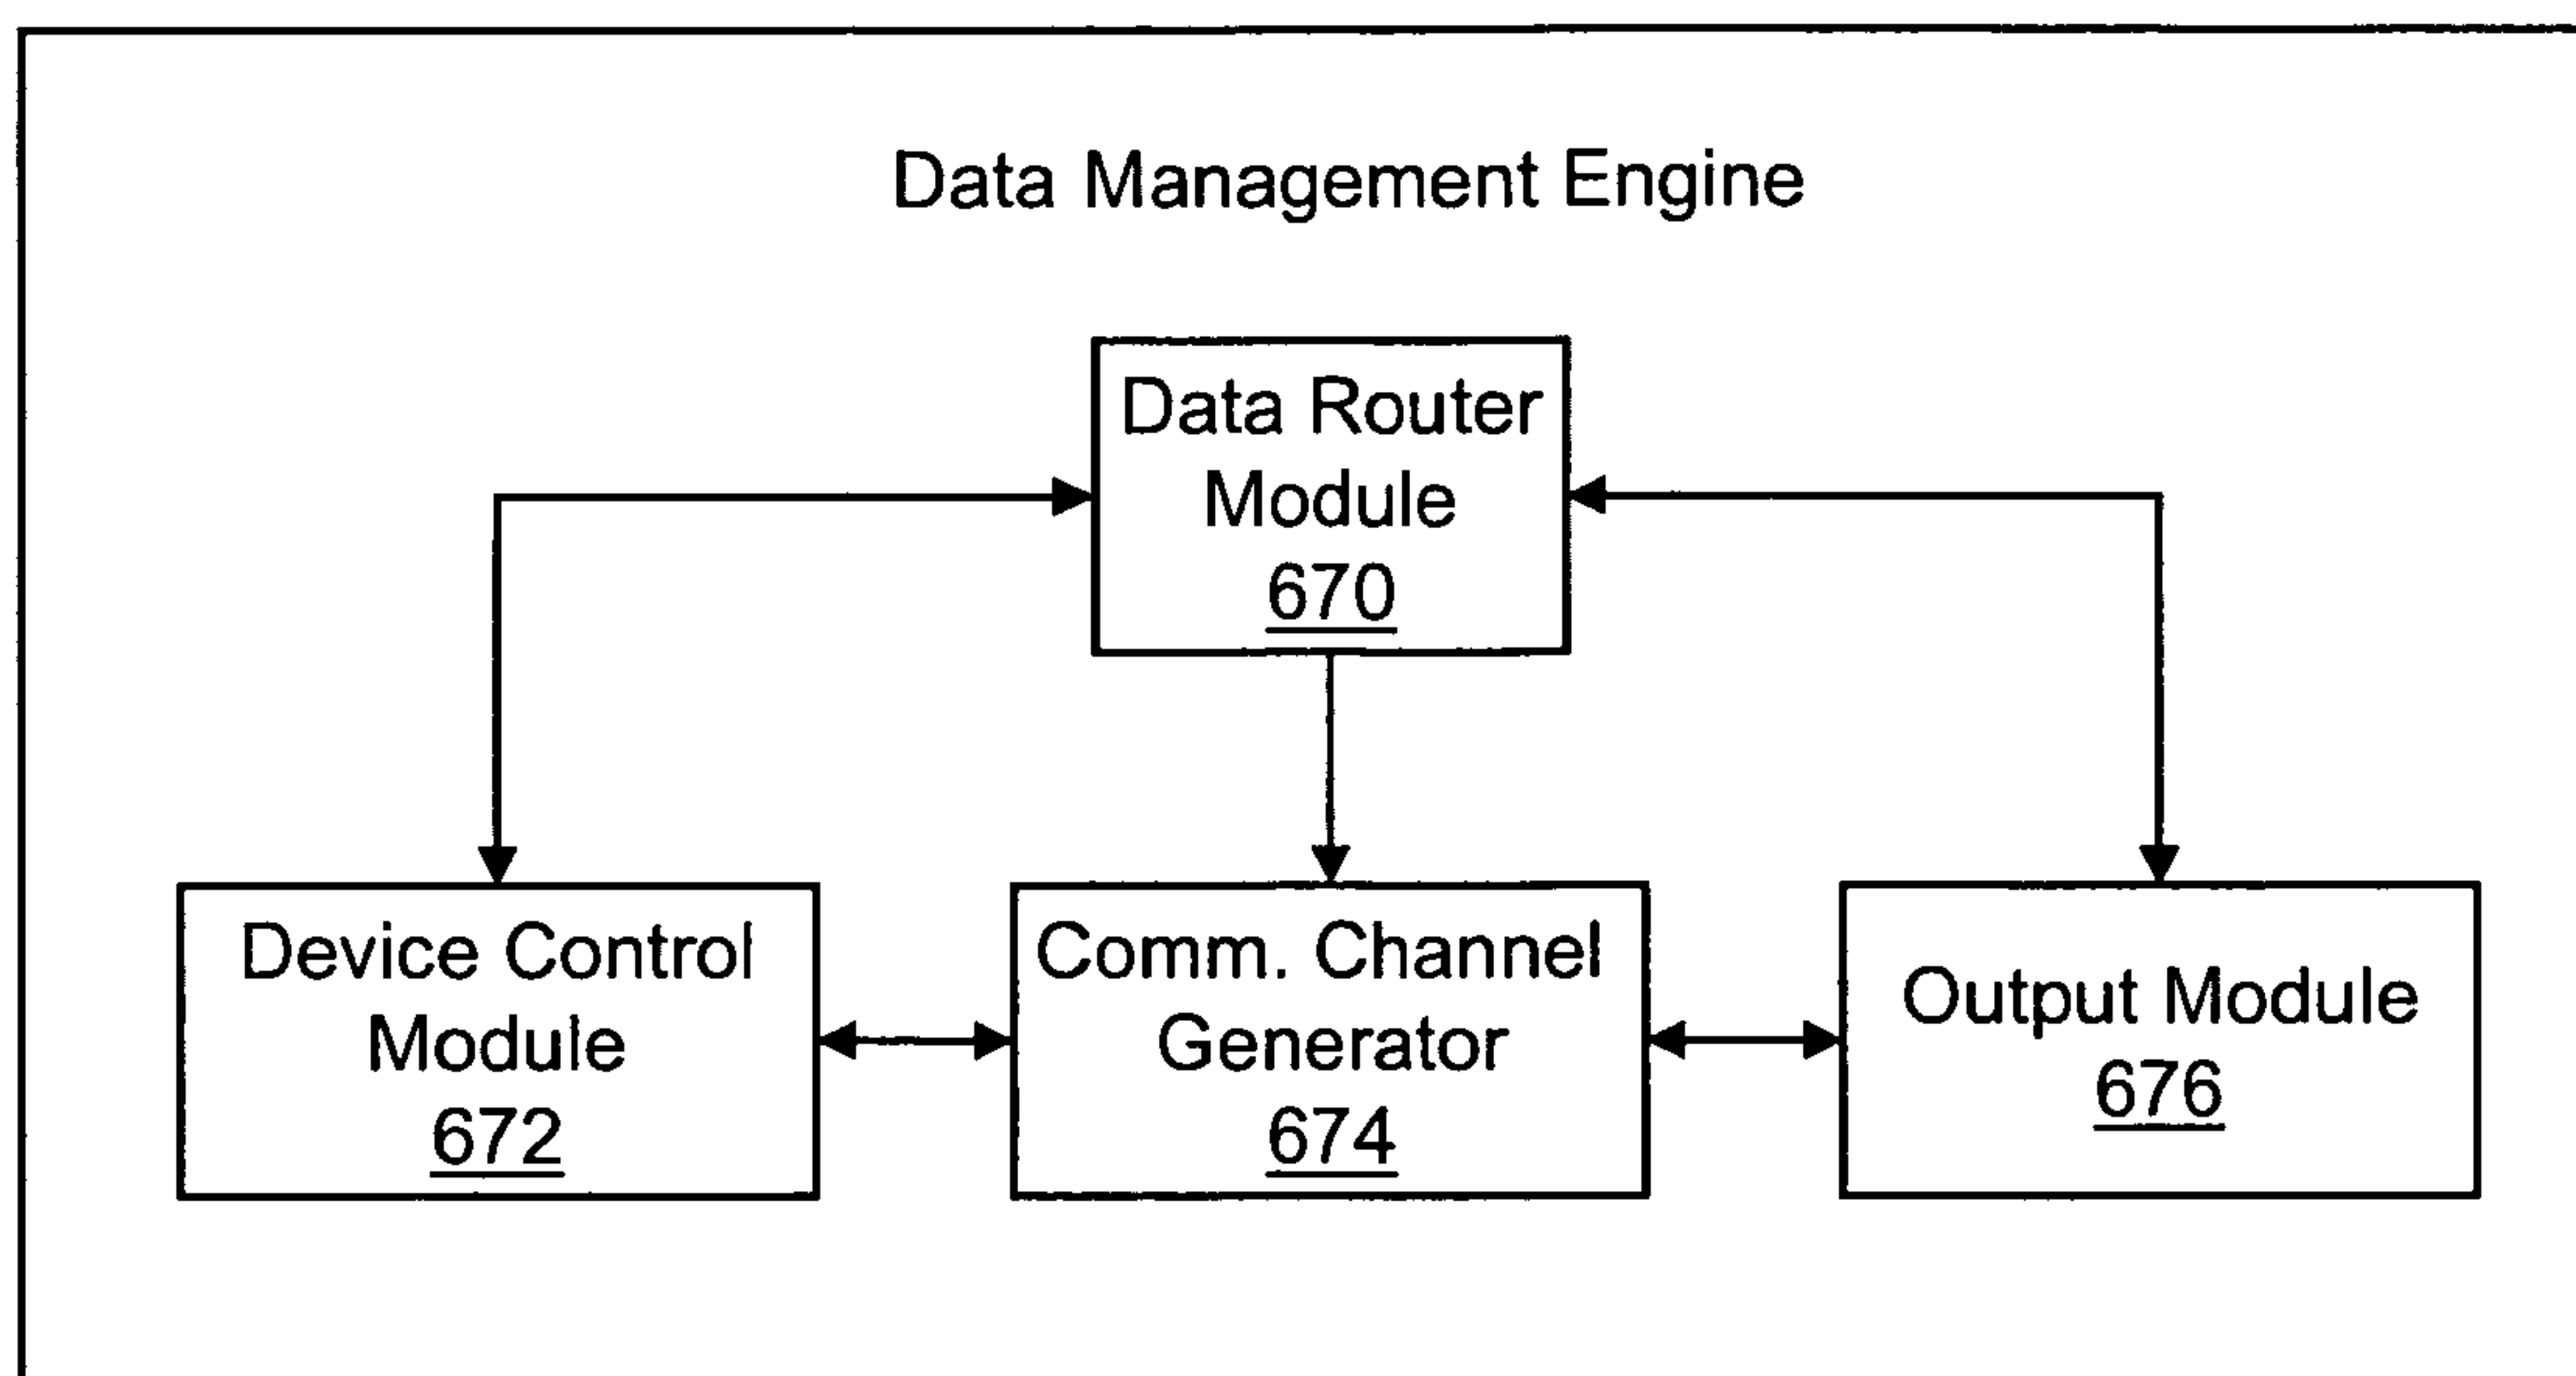 Data Management Engine
Data Router
Module
670
Device Control
Module
672
Comm. Channel
Generator
674
Output Module
676